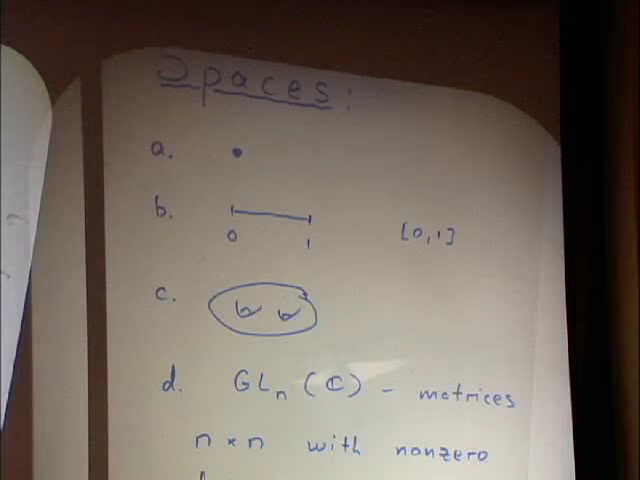 Spaces:
a.
b.
0 1 [0,1]
c.
d. GLn (ℂ) - matrices
n × n with nonzero